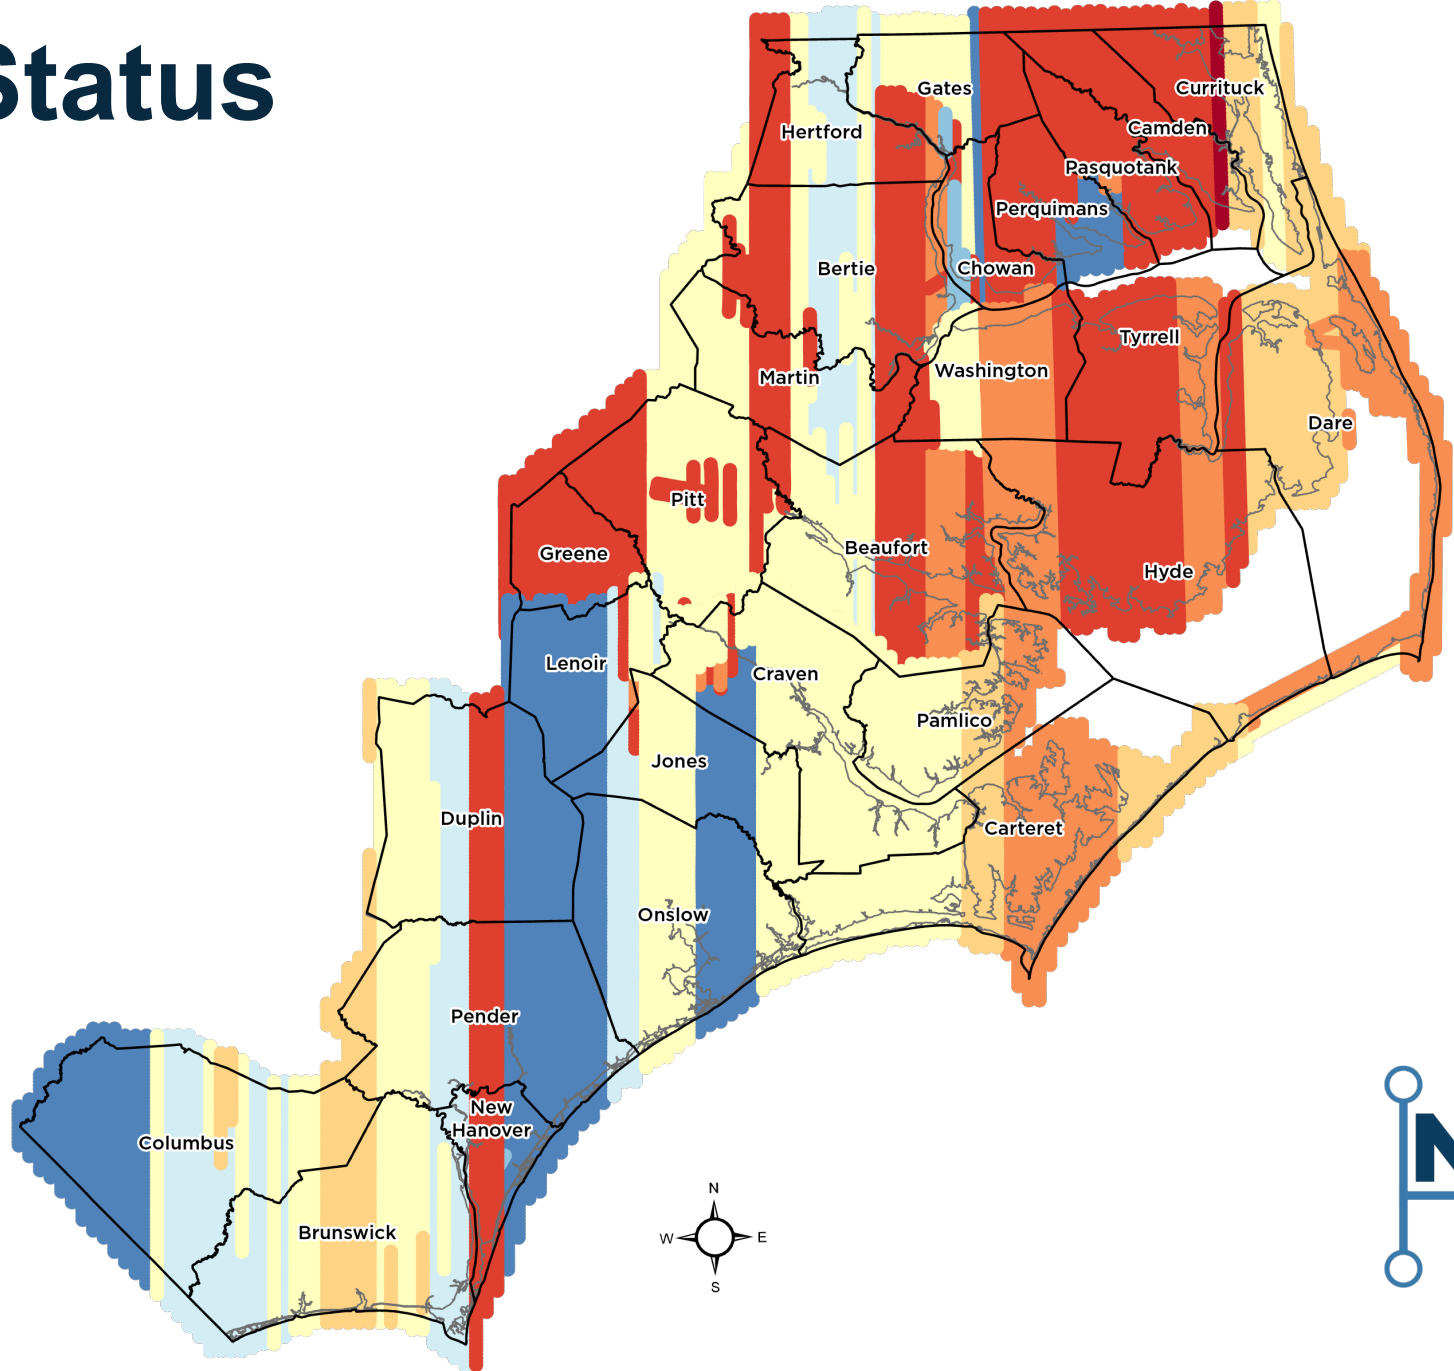 Status
Gates
Currituck
Hertford
Camden
Pasquotank
Perquimans
Bertie
Chowan
Tyrrell
Martin
Washington
Dare
Pitt
Greene
Beaufort
Hyde
Lenoir
Craven
Pamlico
Jones
Duplin
Carteret
Onslow
Pender
New
Hanover
Columbus
Brunswick
N
W
E
S
N